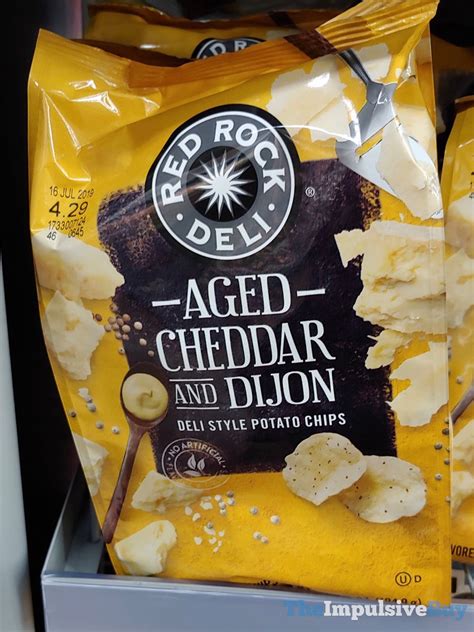 16 JUL 2019
4.29
RED ROCK
DELI
®
AGED
CHEDDAR
AND DIJON
DELI STYLE POTATO CHIPS
NO ARTIFICIAL
U D
TheImpulsiveBuy